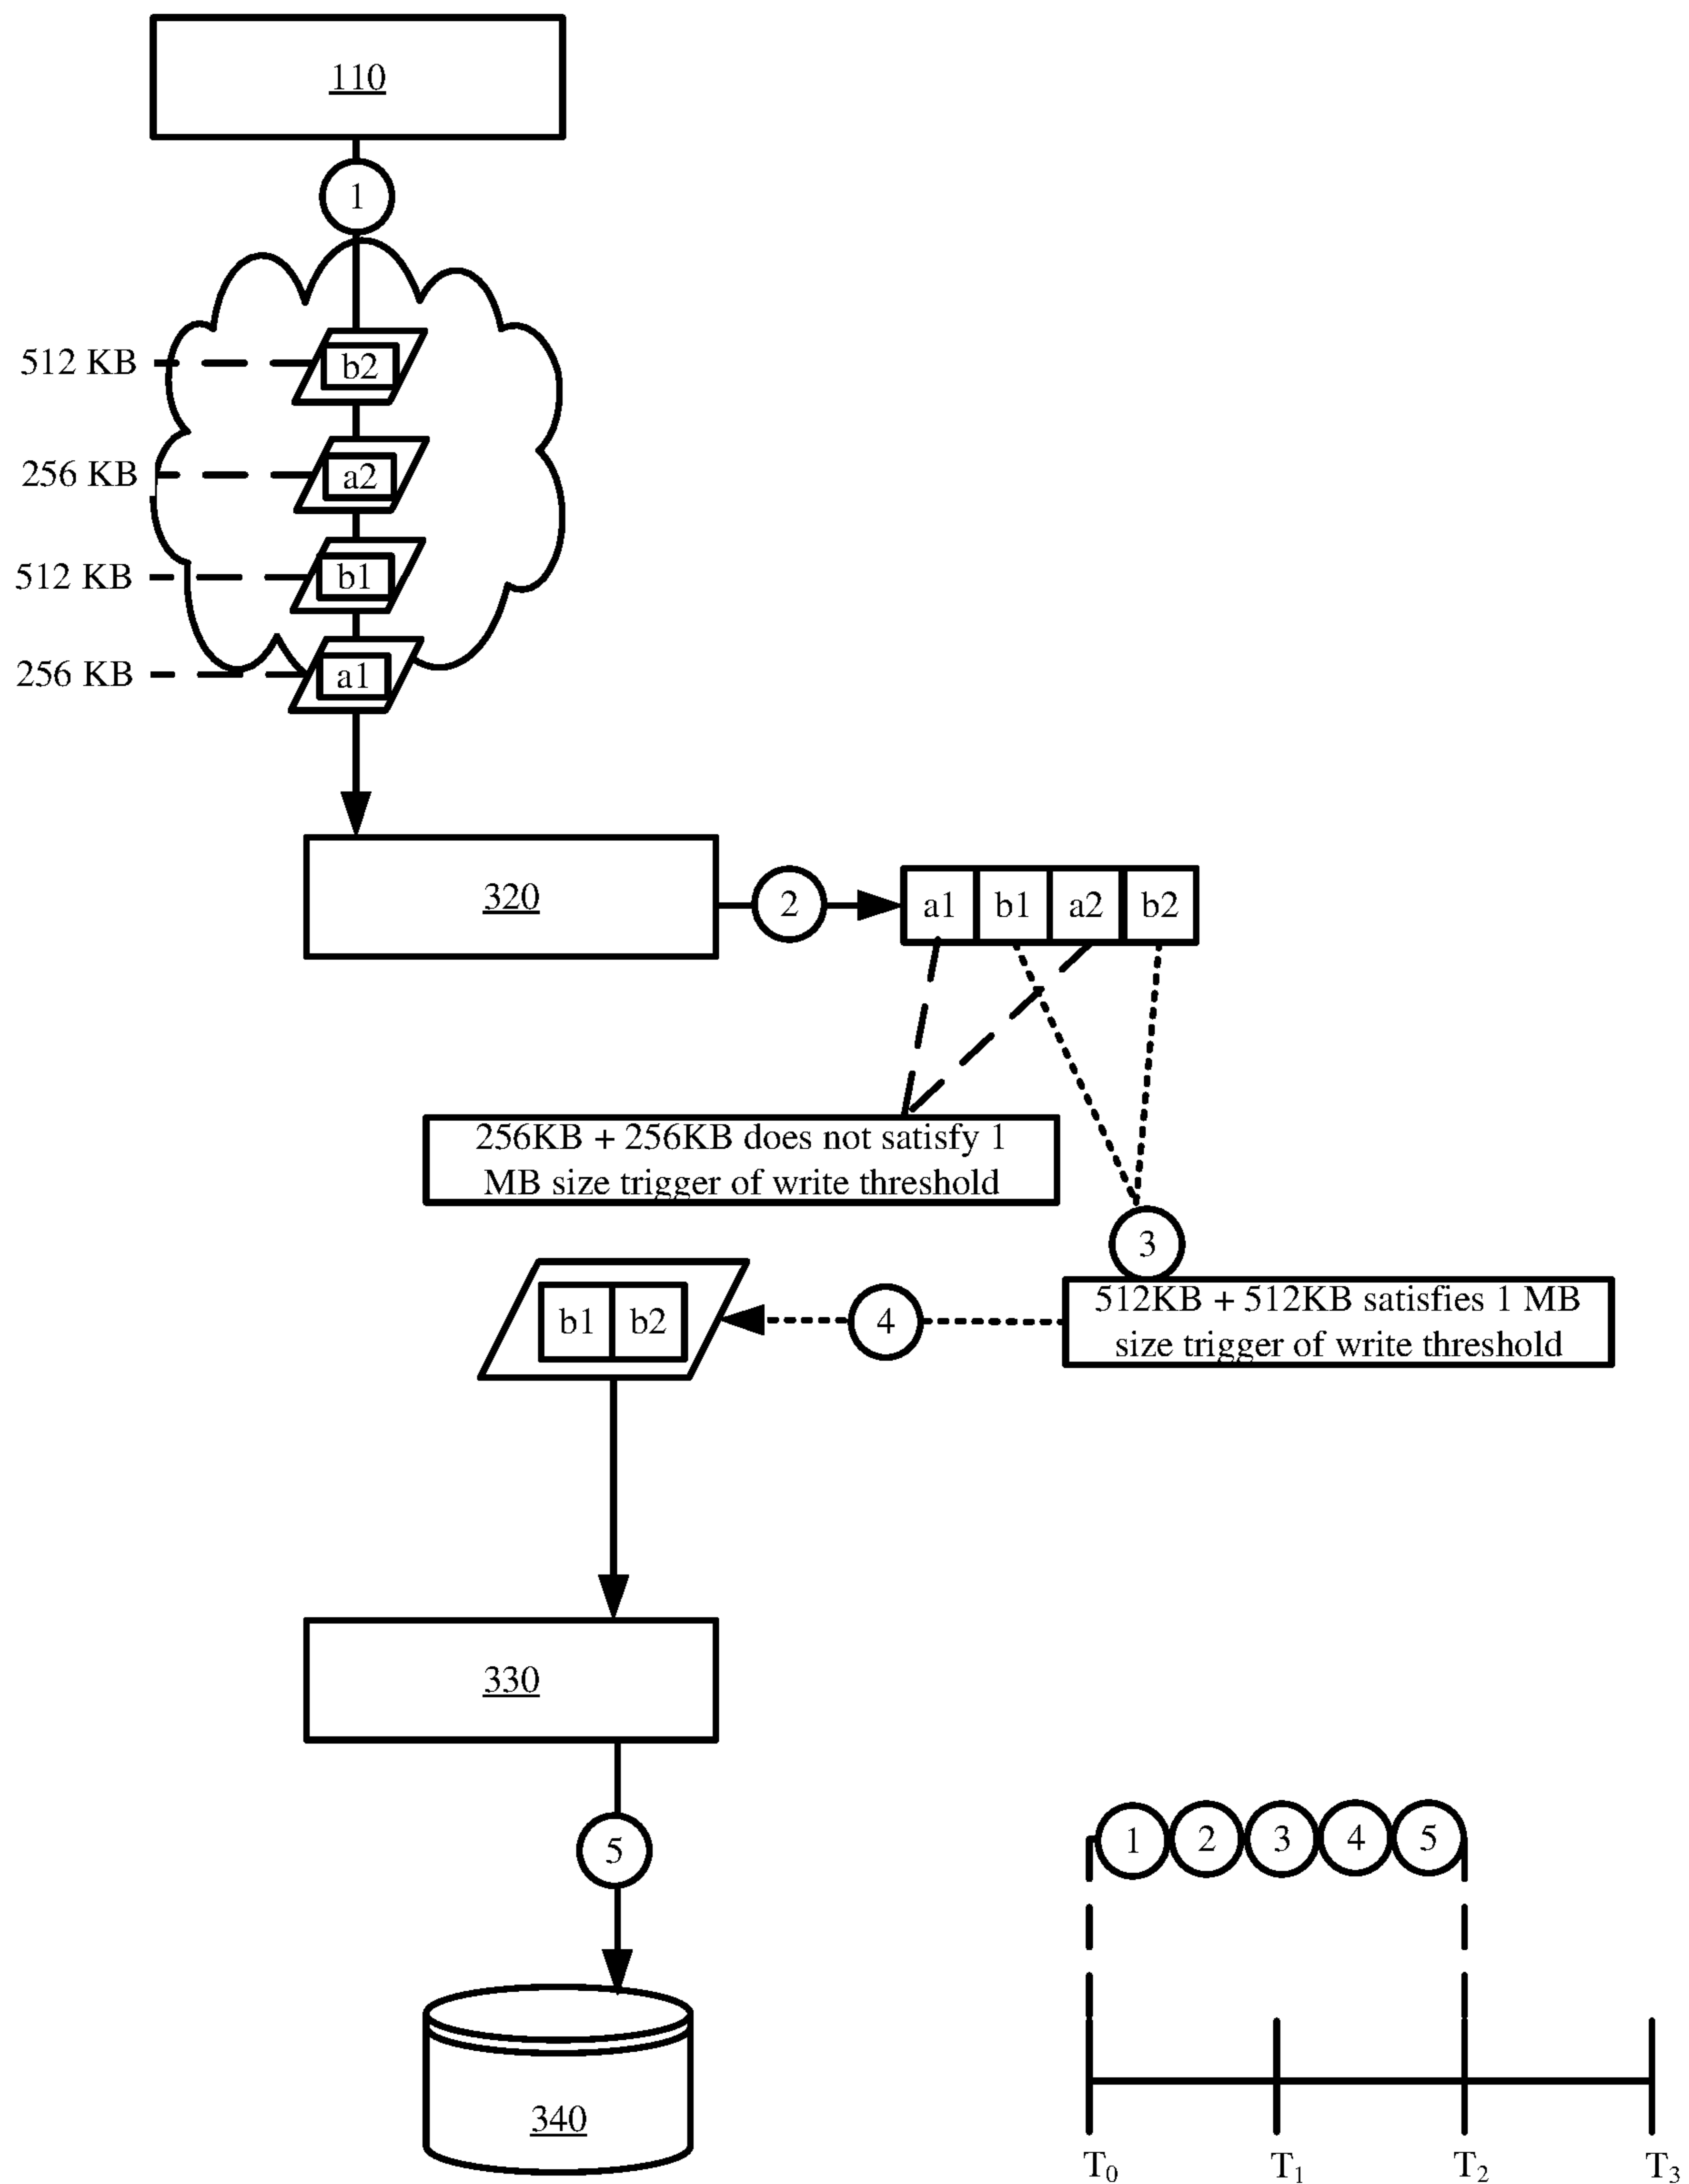 110
1
512 KB
b2
256 KB
a2
512 KB
b1
256 KB
a1
320
2
a1 b1 a2 b2
256KB + 256KB does not satisfy 1
MB size trigger of write threshold
3
512KB + 512KB satisfies 1 MB
size trigger of write threshold
4
b1 b2
330
5
1 2 3 4 5
340
T0 T1 T2 T3